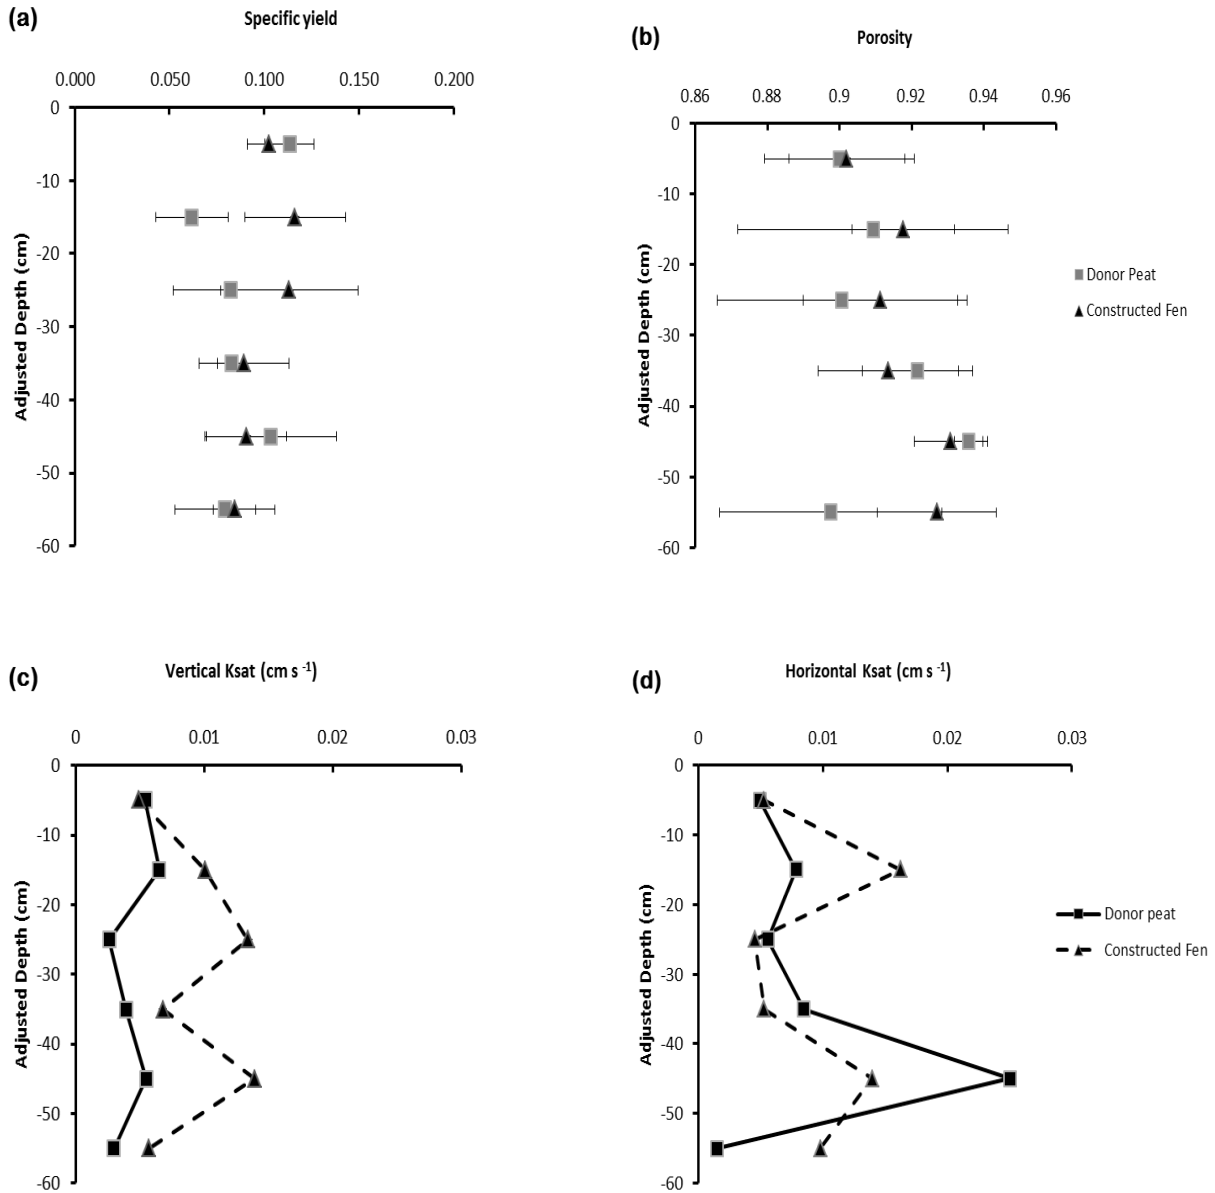 (a)
Specific yield
0.000 0.050 0.100 0.150 0.200
0
-10
-20
-30
-40
-50
-60
Adjusted Depth (cm)
(b)
Porosity
0.86 0.88 0.9 0.92 0.94 0.96
0
-10
-20
-30
-40
-50
-60
Adjusted Depth (cm)
Donor Peat
Constructed Fen
(c)
Vertical Ksat (cm s -1)
0 0.01 0.02 0.03
0
-10
-20
-30
-40
-50
-60
Adjusted Depth (cm)
(d)
Horizontal Ksat (cm s -1)
0 0.01 0.02 0.03
0
-10
-20
-30
-40
-50
-60
Adjusted Depth (cm)
Donor peat
Constructed Fen